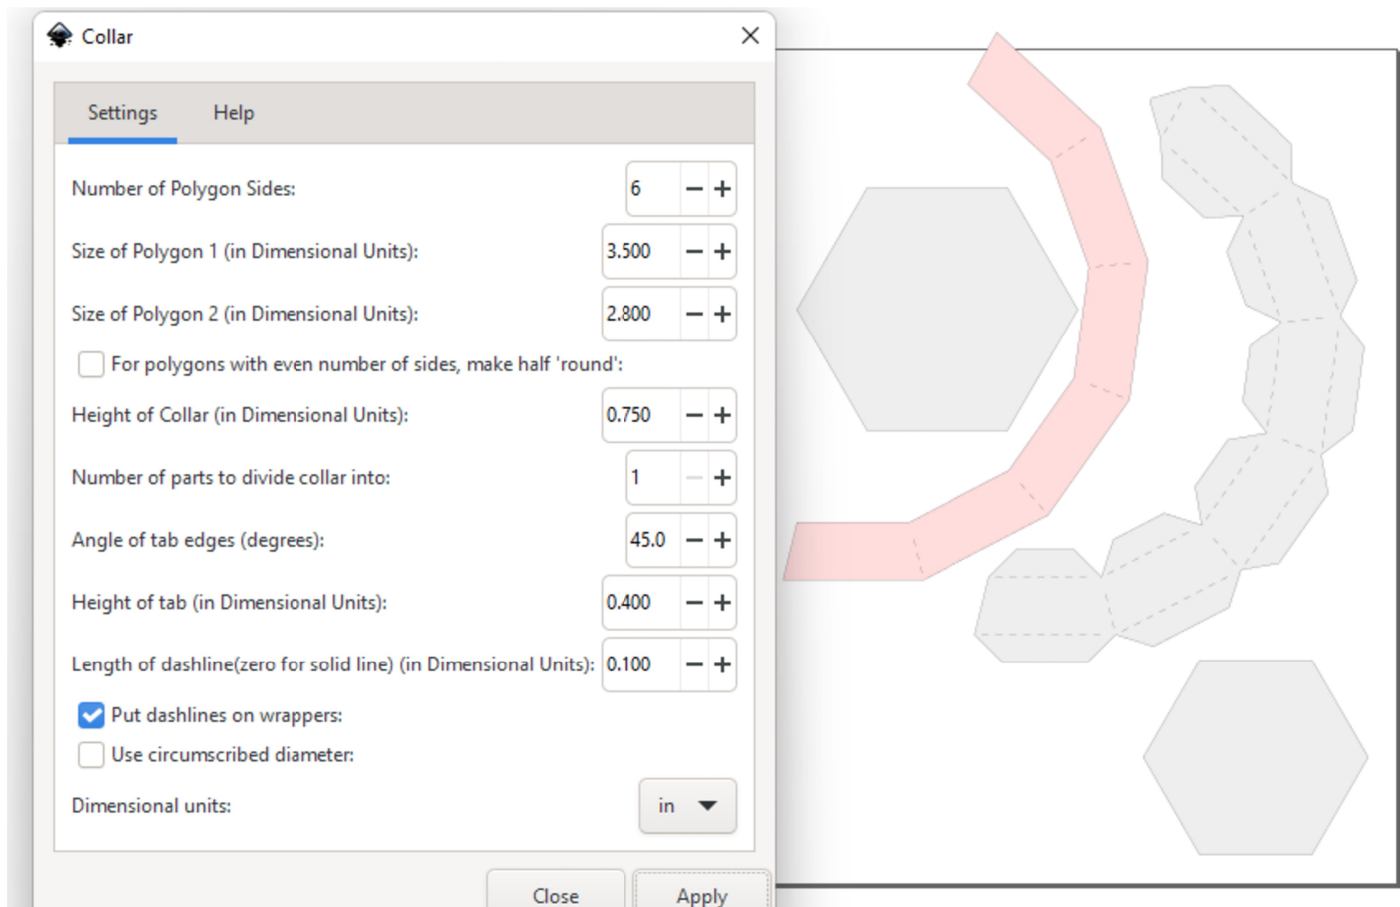 Collar
Settings Help
Number of Polygon Sides: 6
Size of Polygon 1 (in Dimensional Units): 3.500
Size of Polygon 2 (in Dimensional Units): 2.800
For polygons with even number of sides, make half 'round':
Height of Collar (in Dimensional Units): 0.750
Number of parts to divide collar into: 1
Angle of tab edges (degrees): 45.0
Height of tab (in Dimensional Units): 0.400
Length of dashline(zero for solid line) (in Dimensional Units): 0.100
Put dashlines on wrappers:
Use circumscribed diameter:
Dimensional units: in
Close Apply